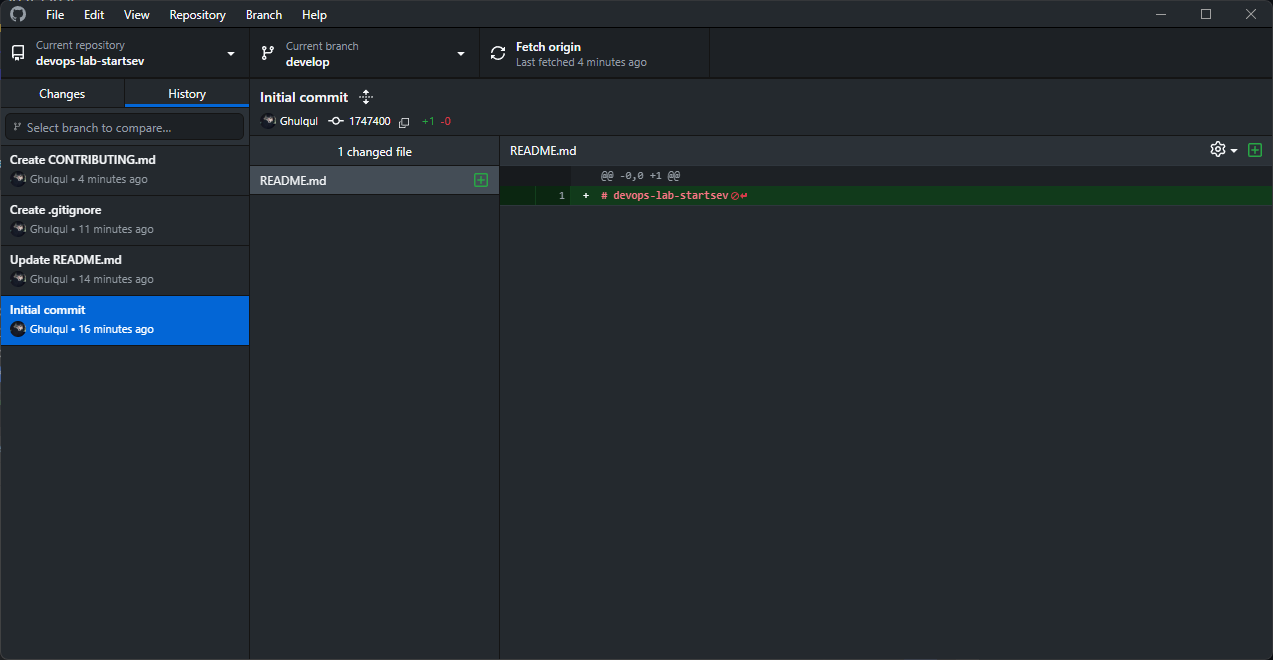 File Edit View Repository Branch Help
Current repository
devops-lab-startsev
Current branch
develop
Fetch origin
Last fetched 4 minutes ago
Changes
History
Select branch to compare...
Create CONTRIBUTING.md
Ghulqul • 4 minutes ago
Create .gitignore
Ghulqul • 11 minutes ago
Update README.md
Ghulqul • 14 minutes ago
Initial commit
Ghulqul • 16 minutes ago
Initial commit
Ghulqul 1747400 +1 -0
1 changed file
README.md
README.md
@@ -0,0 +1 @@
1 + # devops-lab-startsev